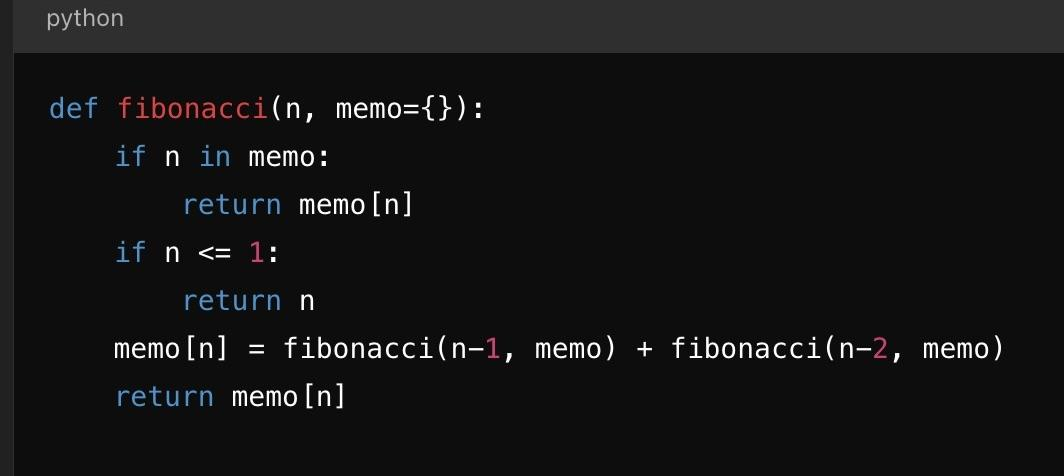 python
def fibonacci(n, memo={}):
    if n in memo:
        return memo[n]
    if n <= 1:
        return n
    memo[n] = fibonacci(n-1, memo) + fibonacci(n-2, memo)
    return memo[n]